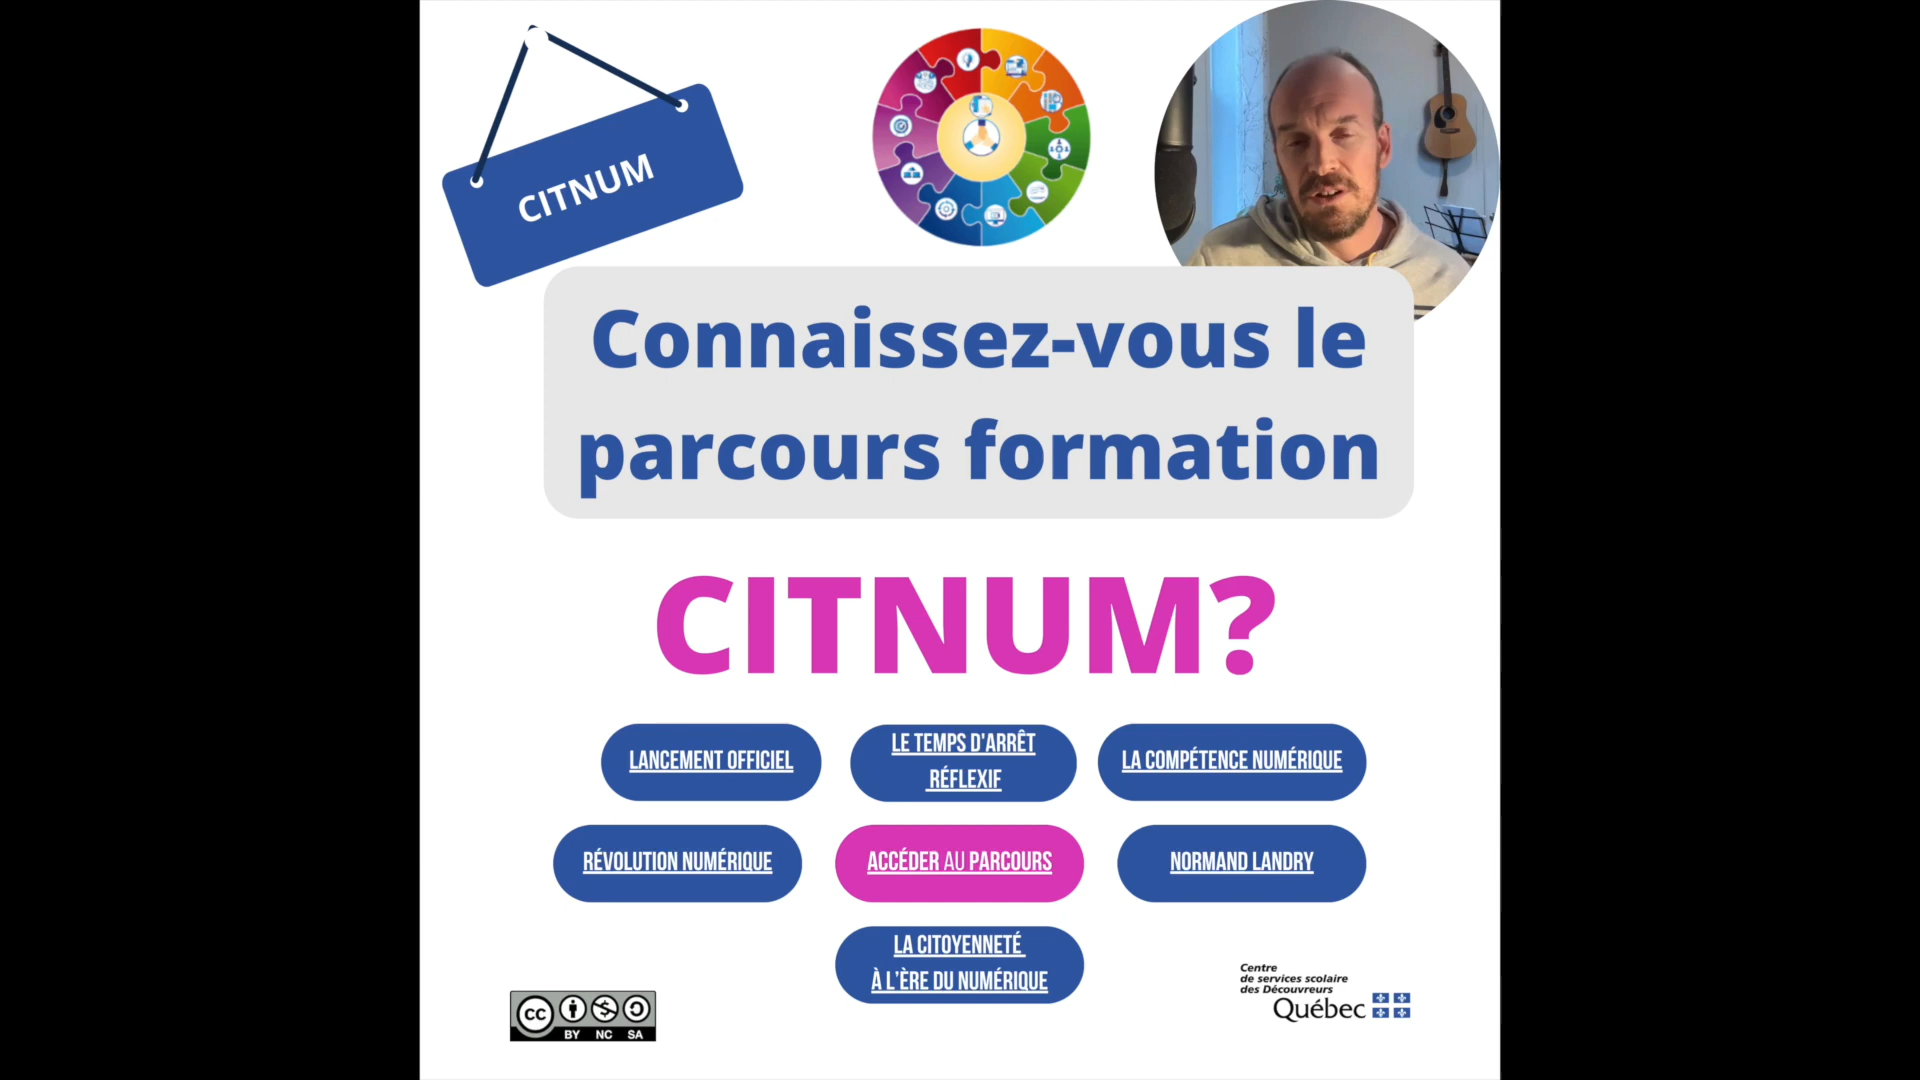 CITNUM
Connaissez-vous le
parcours formation
CITNUM?
LANCEMENT OFFICIEL
LE TEMPS D'ARRÊT
RÉFLEXIF
LA COMPÉTENCE NUMÉRIQUE
RÉVOLUTION NUMÉRIQUE
ACCÉDER AU PARCOURS
NORMAND LANDRY
LA CITOYENNETÉ
À L'ÈRE DU NUMÉRIQUE
Centre
de services scolaire
des Découvreurs
Québec
cc
BY NC SA